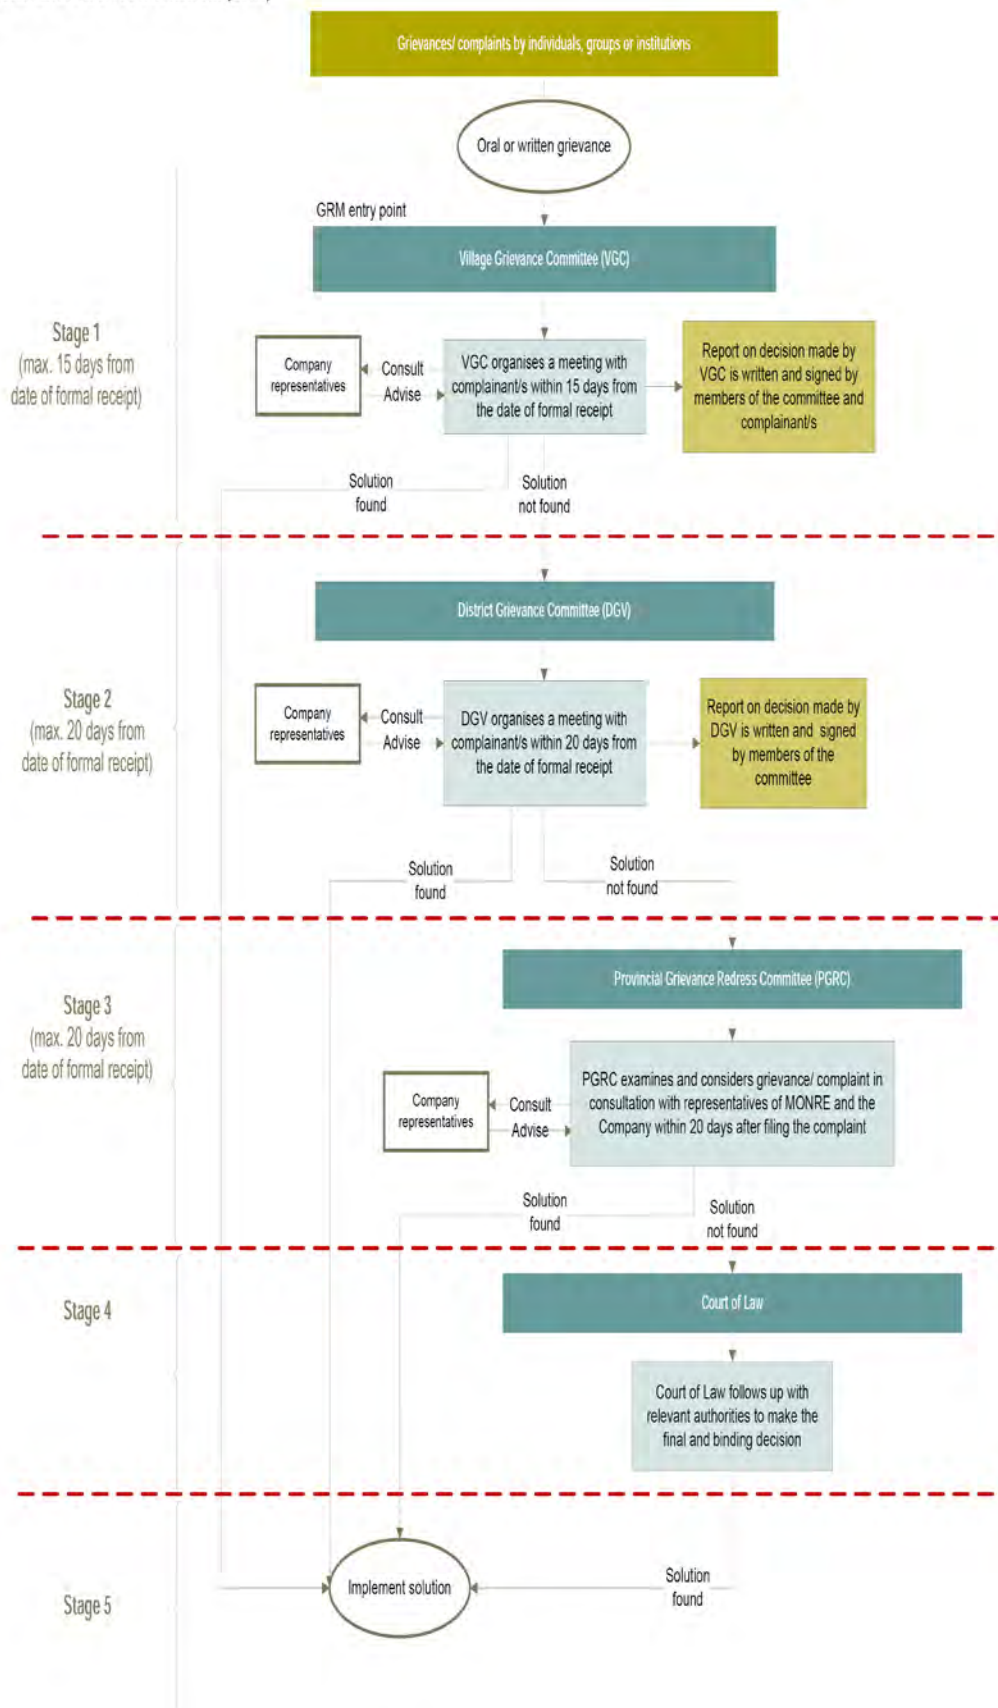 Grievances/ complaints by individuals, groups or institutions
Oral or written grievance
GRM entry point
Village Grievance Committee (VGC)
Stage 1
(max. 15 days from
date of formal receipt)
Company
representatives
Consult
Advise
VGC organises a meeting with
complainant/s within 15 days from
the date of formal receipt
Report on decision made by
VGC is written and signed by
members of the committee and
complainant/s
Solution
found
Solution
not found
District Grievance Committee (DGV)
Stage 2
(max. 20 days from
date of formal receipt)
Company
representatives
Consult
Advise
DGV organises a meeting with
complainant/s within 20 days from
the date of formal receipt
Report on decision made by
DGV is written and signed
by members of the
committee
Solution
found
Solution
not found
Provincial Grievance Redress Committee (PGRC)
Stage 3
(max. 20 days from
date of formal receipt)
Company
representatives
Consult
Advise
PGRC examines and considers grievance/ complaint in
consultation with representatives of MONRE and the
Company within 20 days after filing the complaint
Solution
found
Solution
not found
Stage 4
Court of Law
Court of Law follows up with
relevant authorities to make the
final and binding decision
Stage 5
Implement solution
Solution
found